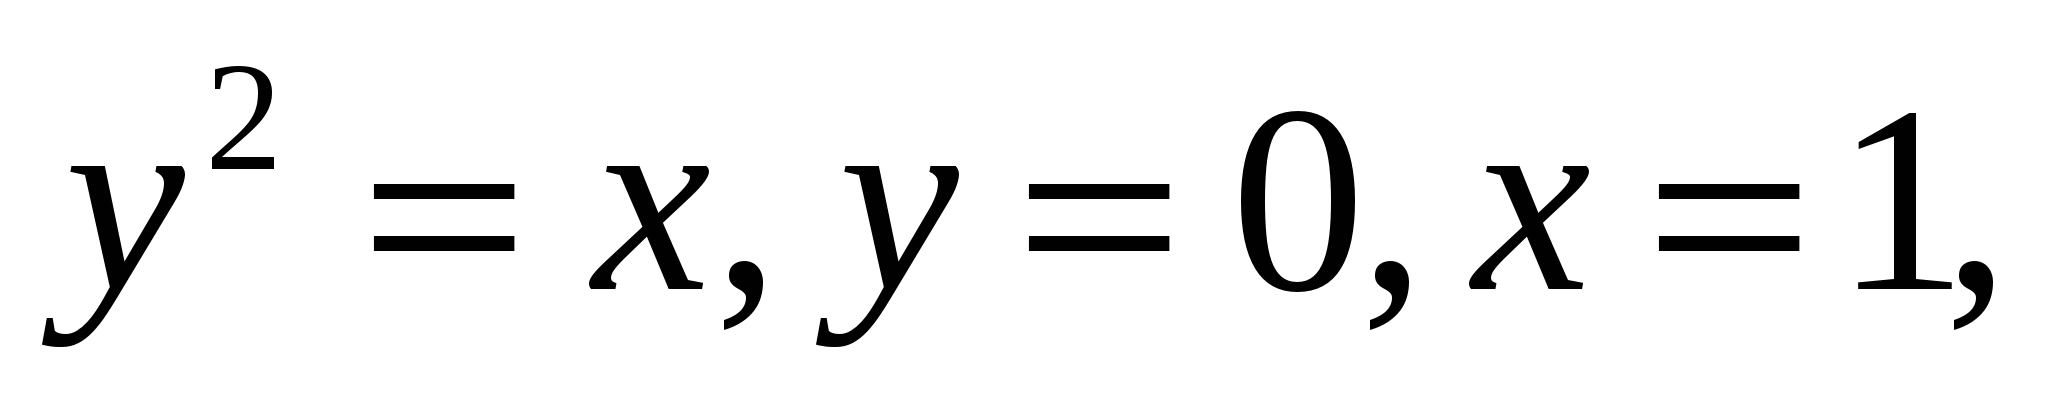 y² = x, y = 0, x = 1,